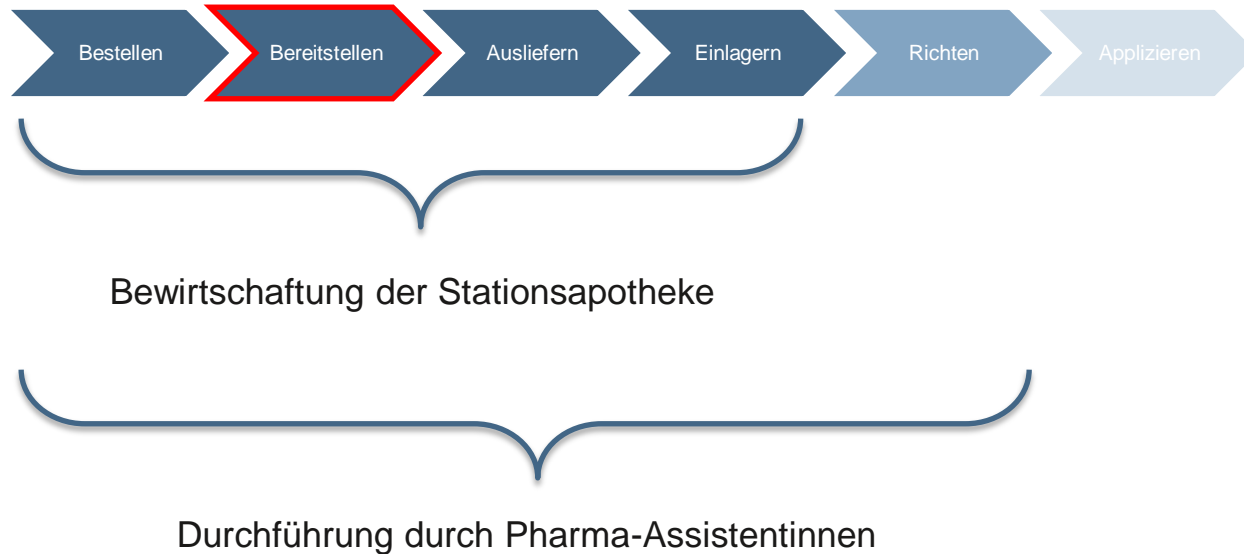 Bestellen
Bereitstellen
Ausliefern
Einlagern
Richten
Applizieren
Bewirtschaftung der Stationsapotheke
Durchführung durch Pharma-Assistentinnen